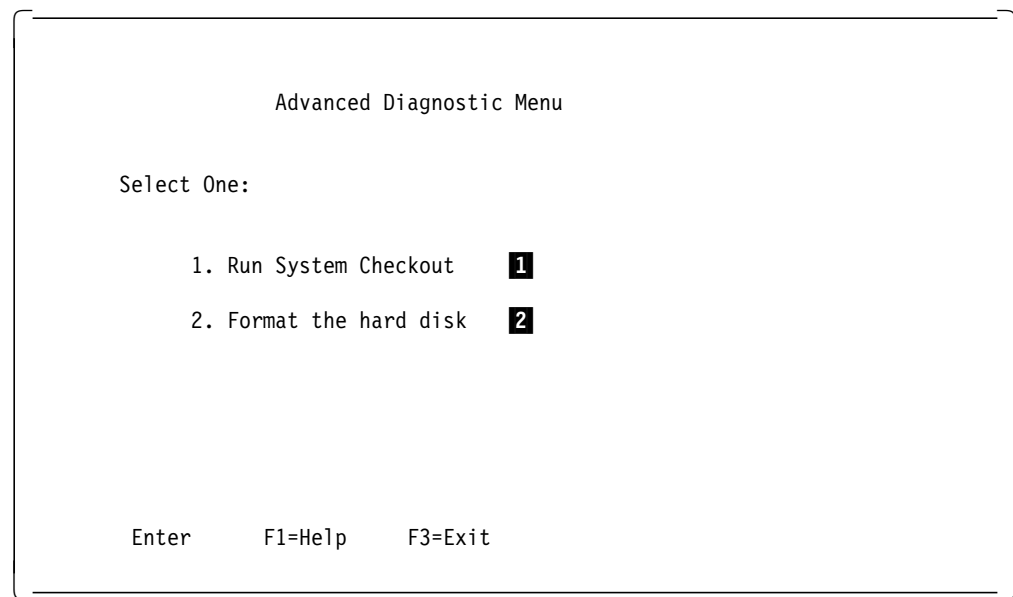 Advanced Diagnostic Menu
Select One:
1. Run System Checkout 1
2. Format the hard disk 2
Enter F1=Help F3=Exit